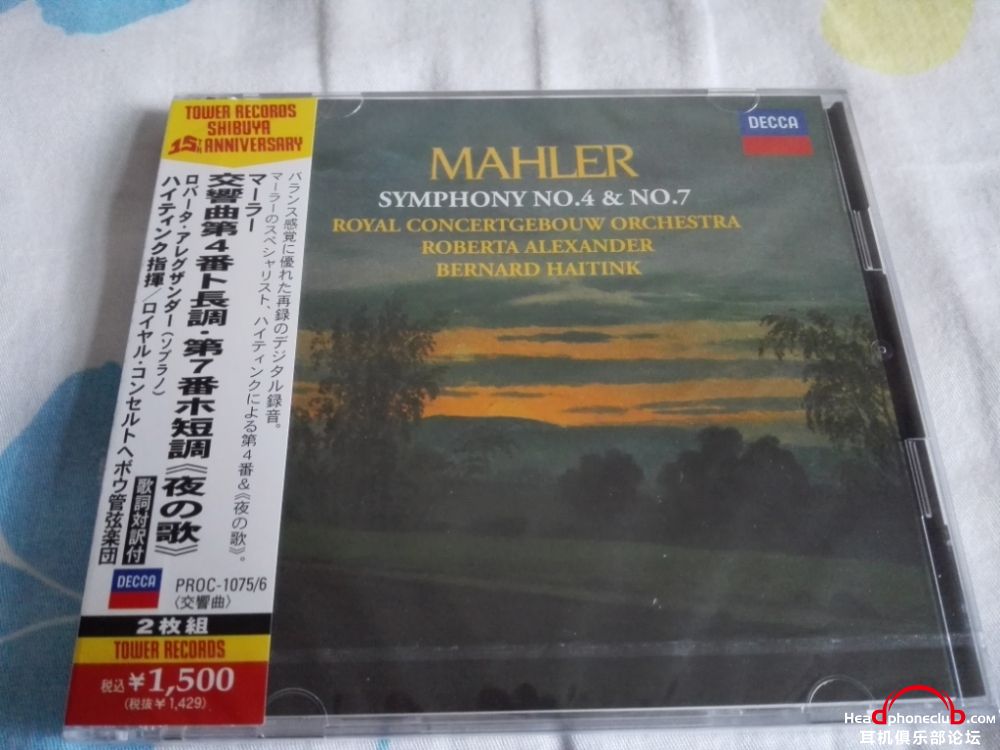 TOWER RECORDS
SHIBUYA
15TH ANNIVERSARY
バランス感覚に優れた再録のデジタル録音。
マーラーのスペシャリスト、ハイティンクによる第4番&《夜の歌》。
マーラー
交響曲第4番ト長調・第7番ホ短調《夜の歌》
ロバータ・アレグザンダー(ソプラノ)
ハイティンク指揮/ロイヤル・コンセルトヘボウ管弦楽団
歌詞対訳付
DECCA
PROC-1075/6
〈交響曲〉
2枚組
TOWER RECORDS
税込¥1,500
(税抜¥1,429)
DECCA
MAHLER
SYMPHONY NO.4 & NO.7
ROYAL CONCERTGEBOUW ORCHESTRA
ROBERTA ALEXANDER
BERNARD HAITINK
Headphoneclub.com
耳机俱乐部论坛